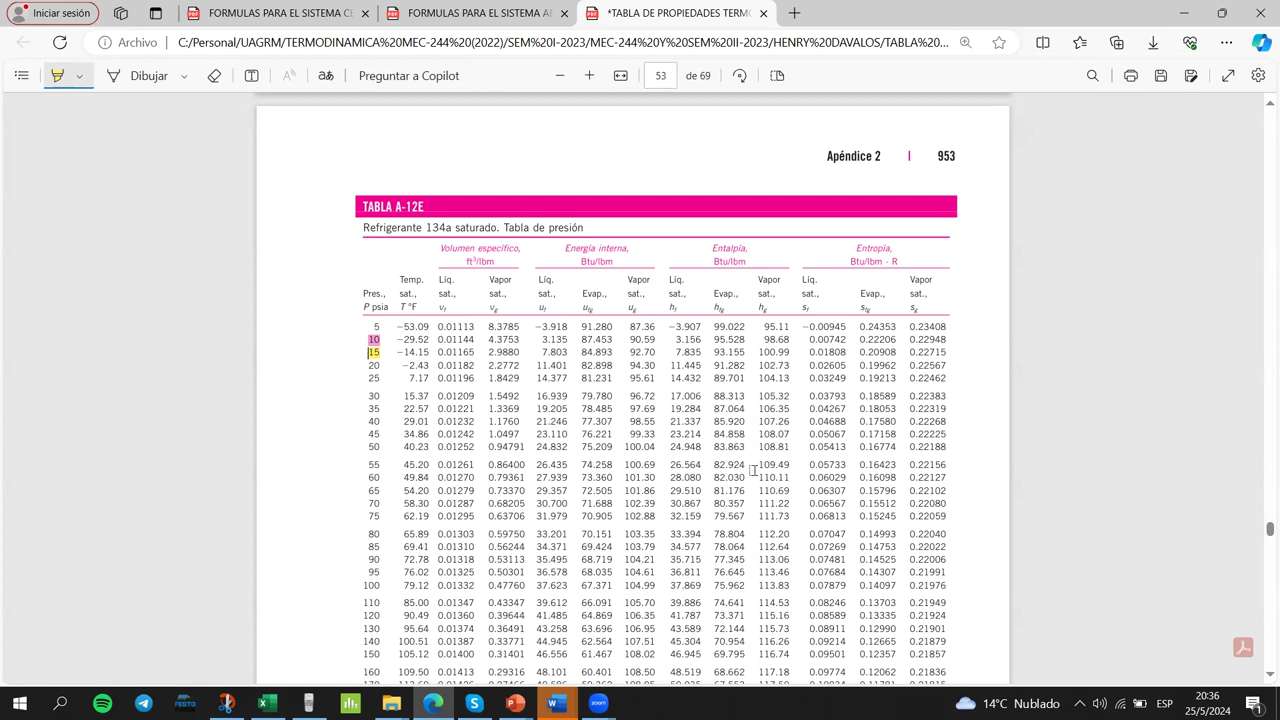 Iniciar sesión
FORMULAS PARA EL SISTEMA CE
FORMULAS PARA EL SISTEMA AB
*TABLA DE PROPIEDADES TERMO
Archivo
C:/Personal/UAGRM/TERMODINAMICA%20MEC-244%20(2022)/SEM%20I-2023/MEC-244%20Y%20SEM%20II-2023/HENRY%20DAVALOS/TABLA%20...
Dibujar
Preguntar a Copilot
53
de 69
Apéndice 2 | 953
TABLA A-12E
Refrigerante 134a saturado. Tabla de presión
Volumen específico, Energía interna, Entalpía, Entropía,
ft³/lbm Btu/lbm Btu/lbm Btu/lbm · R
Temp. Líq. Vapor Líq. Vapor Líq. Vapor Líq. Vapor
Pres., sat., sat., sat., sat., Evap., sat., sat., Evap., sat., sat., Evap., sat.,
P psia T °F vf vg uf ufg ug hf hfg hg sf sfg sg
5 −53.09 0.01113 8.3785 −3.918 91.280 87.36 −3.907 99.022 95.11 −0.00945 0.24353 0.23408
10 −29.52 0.01144 4.3753 3.135 87.453 90.59 3.156 95.528 98.68 0.00742 0.22206 0.22948
15 −14.15 0.01165 2.9880 7.803 84.893 92.70 7.835 93.155 100.99 0.01808 0.20908 0.22715
20 −2.43 0.01182 2.2772 11.401 82.898 94.30 11.445 91.282 102.73 0.02605 0.19962 0.22567
25 7.17 0.01196 1.8429 14.377 81.231 95.61 14.432 89.701 104.13 0.03249 0.19213 0.22462
30 15.37 0.01209 1.5492 16.939 79.780 96.72 17.006 88.313 105.32 0.03793 0.18589 0.22383
35 22.57 0.01221 1.3369 19.205 78.485 97.69 19.284 87.064 106.35 0.04267 0.18053 0.22319
40 29.01 0.01232 1.1760 21.246 77.307 98.55 21.337 85.920 107.26 0.04688 0.17580 0.22268
45 34.86 0.01242 1.0497 23.110 76.221 99.33 23.214 84.858 108.07 0.05067 0.17158 0.22225
50 40.23 0.01252 0.94791 24.832 75.209 100.04 24.948 83.863 108.81 0.05413 0.16774 0.22188
55 45.20 0.01261 0.86400 26.435 74.258 100.69 26.564 82.924 109.49 0.05733 0.16423 0.22156
60 49.84 0.01270 0.79361 27.939 73.360 101.30 28.080 82.030 110.11 0.06029 0.16098 0.22127
65 54.20 0.01279 0.73370 29.357 72.505 101.86 29.510 81.176 110.69 0.06307 0.15796 0.22102
70 58.30 0.01287 0.68205 30.700 71.688 102.39 30.867 80.357 111.22 0.06567 0.15512 0.22080
75 62.19 0.01295 0.63706 31.979 70.905 102.88 32.159 79.567 111.73 0.06813 0.15245 0.22059
80 65.89 0.01303 0.59750 33.201 70.151 103.35 33.394 78.804 112.20 0.07047 0.14993 0.22040
85 69.41 0.01310 0.56244 34.371 69.424 103.79 34.577 78.064 112.64 0.07269 0.14753 0.22022
90 72.78 0.01318 0.53113 35.495 68.719 104.21 35.715 77.345 113.06 0.07481 0.14525 0.22006
95 76.02 0.01325 0.50301 36.576 68.035 104.61 36.811 76.645 113.46 0.07684 0.14307 0.21991
100 79.12 0.01332 0.47760 37.623 67.371 104.99 37.869 75.962 113.83 0.07879 0.14097 0.21976
110 85.00 0.01347 0.43347 39.612 66.091 105.70 39.886 74.641 114.53 0.08246 0.13703 0.21949
120 90.49 0.01360 0.39644 41.485 64.869 106.35 41.787 73.371 115.16 0.08589 0.13335 0.21924
130 95.64 0.01374 0.36491 43.258 63.696 106.95 43.589 72.144 115.73 0.08911 0.12990 0.21901
140 100.51 0.01387 0.33771 44.945 62.564 107.51 45.304 70.954 116.26 0.09214 0.12665 0.21879
150 105.12 0.01400 0.31401 46.556 61.467 108.02 46.945 69.795 116.74 0.09501 0.12357 0.21857
160 109.50 0.01413 0.29316 48.101 60.401 108.50 48.519 68.662 117.18 0.09774 0.12062 0.21836
14°C Nublado
ESP
20:36
25/5/2024